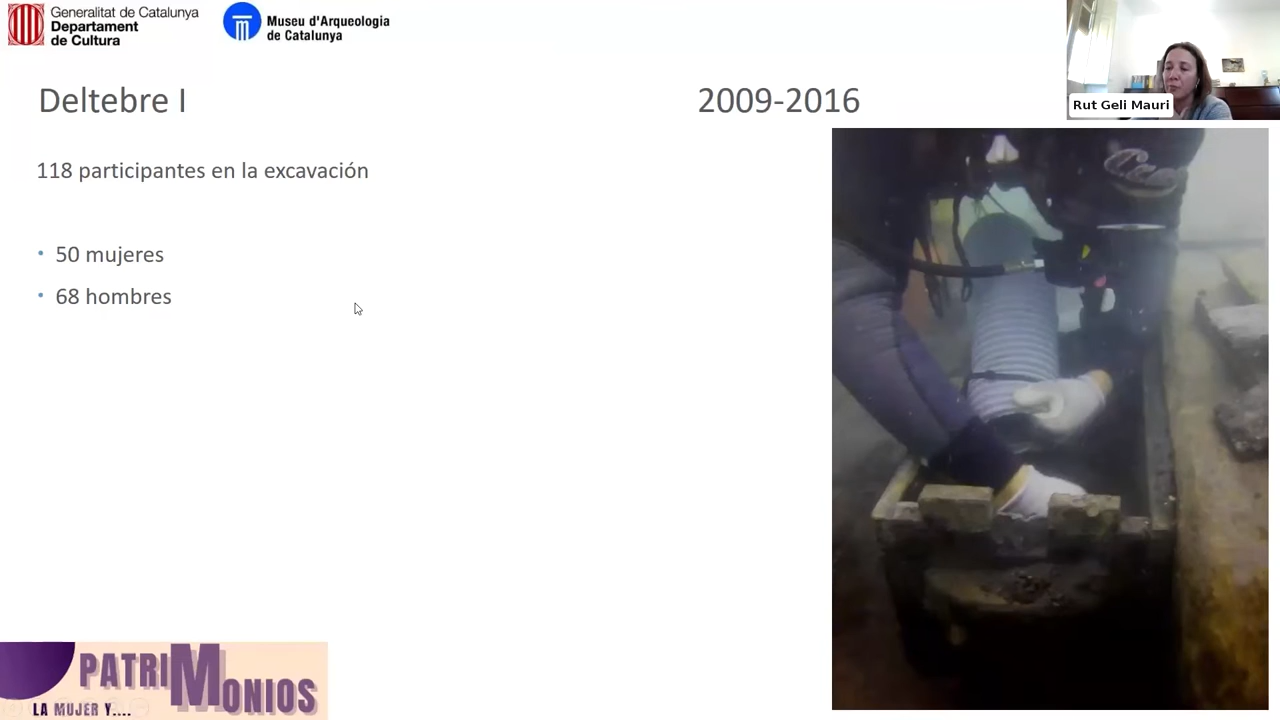 Generalitat de Catalunya
Departament
de Cultura
Museu d'Arqueologia
de Catalunya
Rut Geli Mauri
Deltebre I
2009-2016
118 participantes en la excavación
• 50 mujeres
• 68 hombres
PATRIMONIOS
LA MUJER Y....